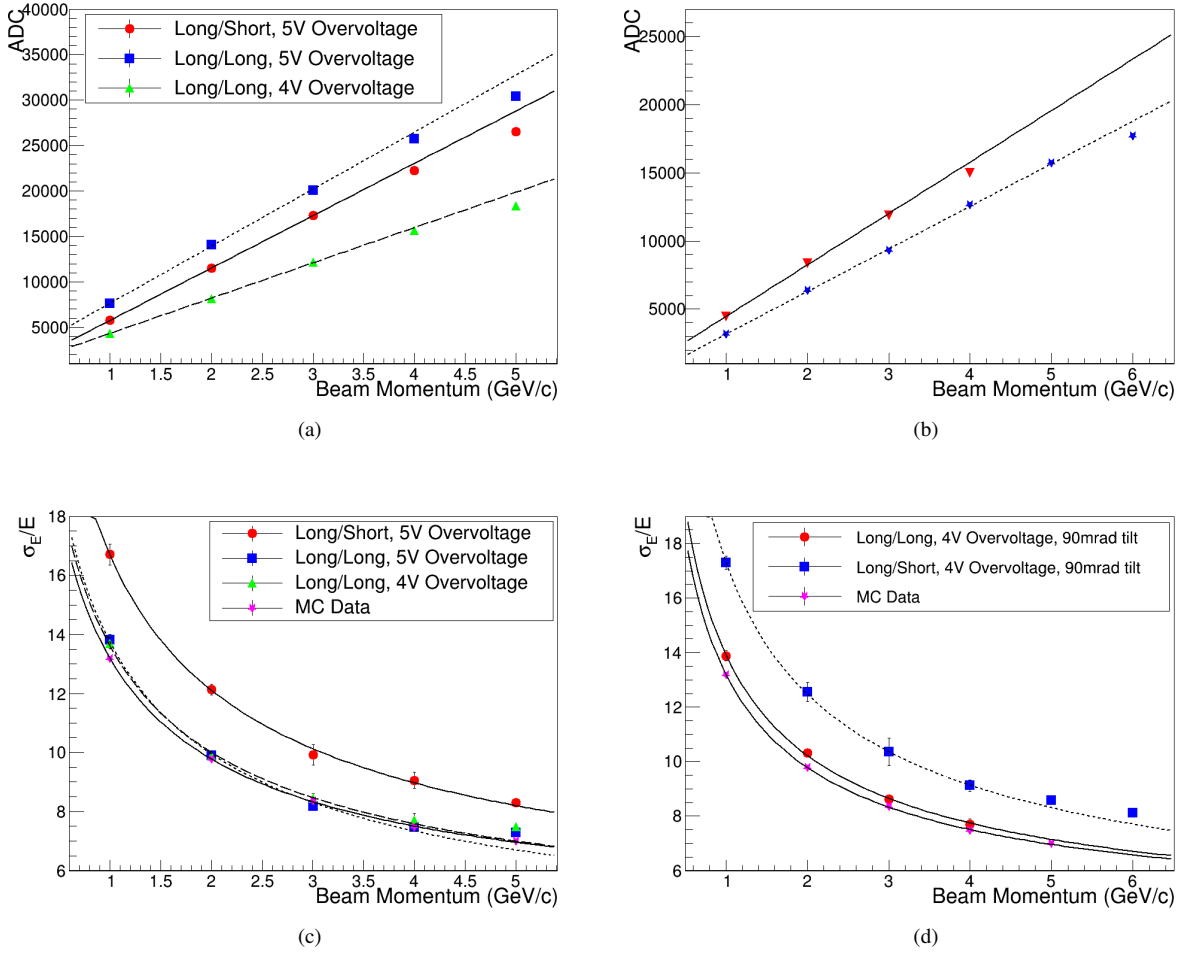 ADC
40000
35000
30000
25000
20000
15000
10000
5000
Long/Short, 5V Overvoltage
Long/Long, 5V Overvoltage
Long/Long, 4V Overvoltage
1 1.5 2 2.5 3 3.5 4 4.5 5
Beam Momentum (GeV/c)
(a)
ADC
25000
20000
15000
10000
5000
1 2 3 4 5 6
Beam Momentum (GeV/c)
(b)
σE/E
18
16
14
12
10
8
6
Long/Short, 5V Overvoltage
Long/Long, 5V Overvoltage
Long/Long, 4V Overvoltage
MC Data
1 1.5 2 2.5 3 3.5 4 4.5 5
Beam Momentum (GeV/c)
(c)
σE/E
18
16
14
12
10
8
6
Long/Long, 4V Overvoltage, 90mrad tilt
Long/Short, 4V Overvoltage, 90mrad tilt
MC Data
1 2 3 4 5 6
Beam Momentum (GeV/c)
(d)